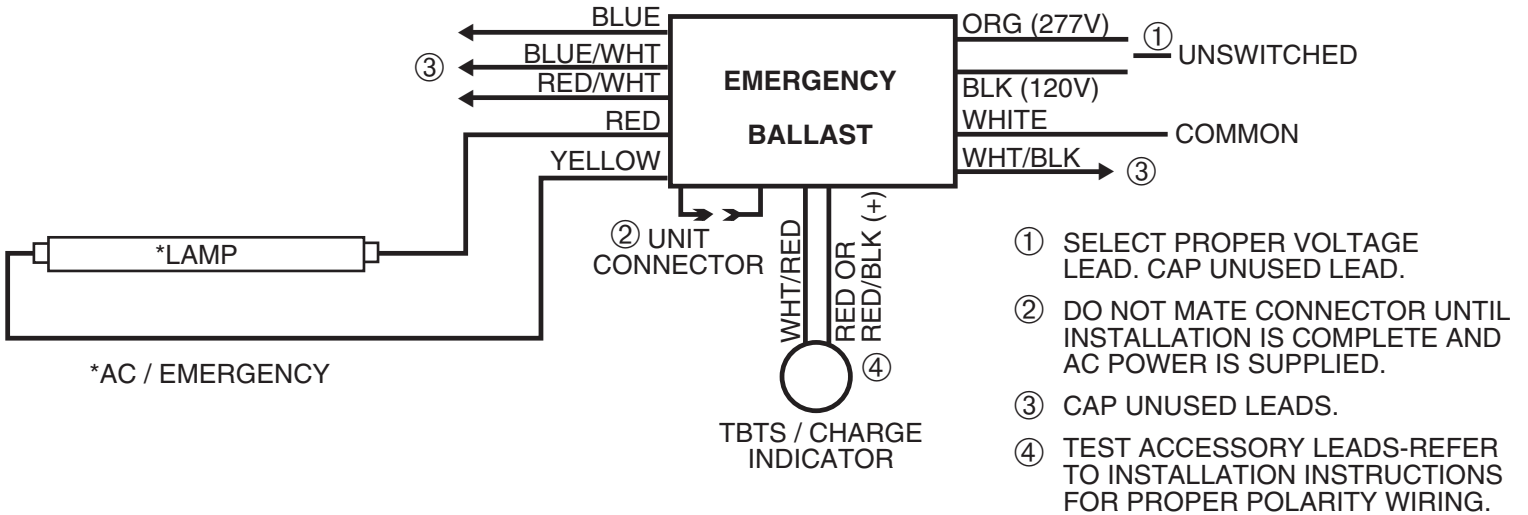 BLUE
BLUE/WHT
③
RED/WHT
RED
YELLOW
EMERGENCY
BALLAST
ORG (277V)
①
UNSWITCHED
BLK (120V)
WHITE
COMMON
WHT/BLK
③
② UNIT
CONNECTOR
WHT/RED
RED OR
RED/BLK (+)
④
TBTS / CHARGE
INDICATOR
*LAMP
*AC / EMERGENCY
① SELECT PROPER VOLTAGE
LEAD. CAP UNUSED LEAD.
② DO NOT MATE CONNECTOR UNTIL
INSTALLATION IS COMPLETE AND
AC POWER IS SUPPLIED.
③ CAP UNUSED LEADS.
④ TEST ACCESSORY LEADS-REFER
TO INSTALLATION INSTRUCTIONS
FOR PROPER POLARITY WIRING.